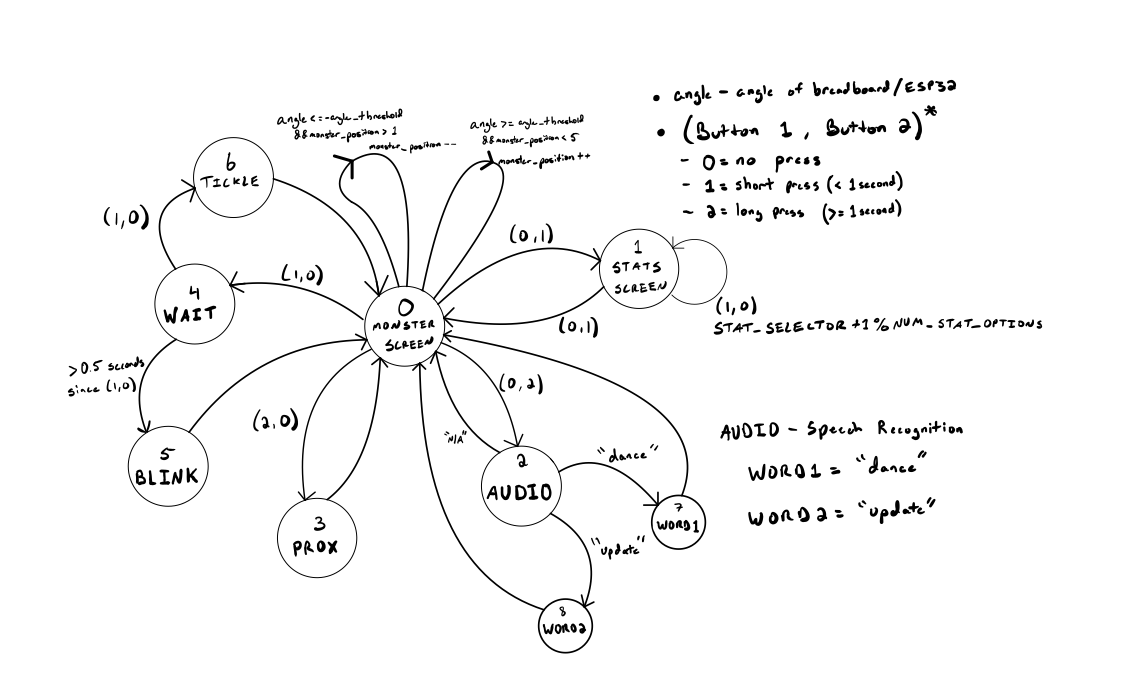 • angle - angle of breadboard/ESP32
• (Button 1, Button 2)*
- 0 = no press
- 1 = short press (< 1 second)
- 2 = long press (>= 1 second)
angle <= -angle_threshold
&& monster_position > 1
monster_position --
angle >= angle_threshold
&& monster_position < 5
monster_position ++
6
TICKLE
(1,0)
(0,1)
1
STATS
SCREEN
4
WAIT
(1,0)
0
MONSTER
SCREEN
(0,1)
(1,0)
STAT_SELECTOR +1 % NUM_STAT_OPTIONS
>0.5 seconds
since (1,0)
(2,0)
(0,2)
"N/A"
5
BLINK
3
PROX
2
AUDIO
"dance"
7
WORD1
"update"
8
WORD2
AUDIO - Speech Recognition
WORD1 = "dance"
WORD2 = "update"